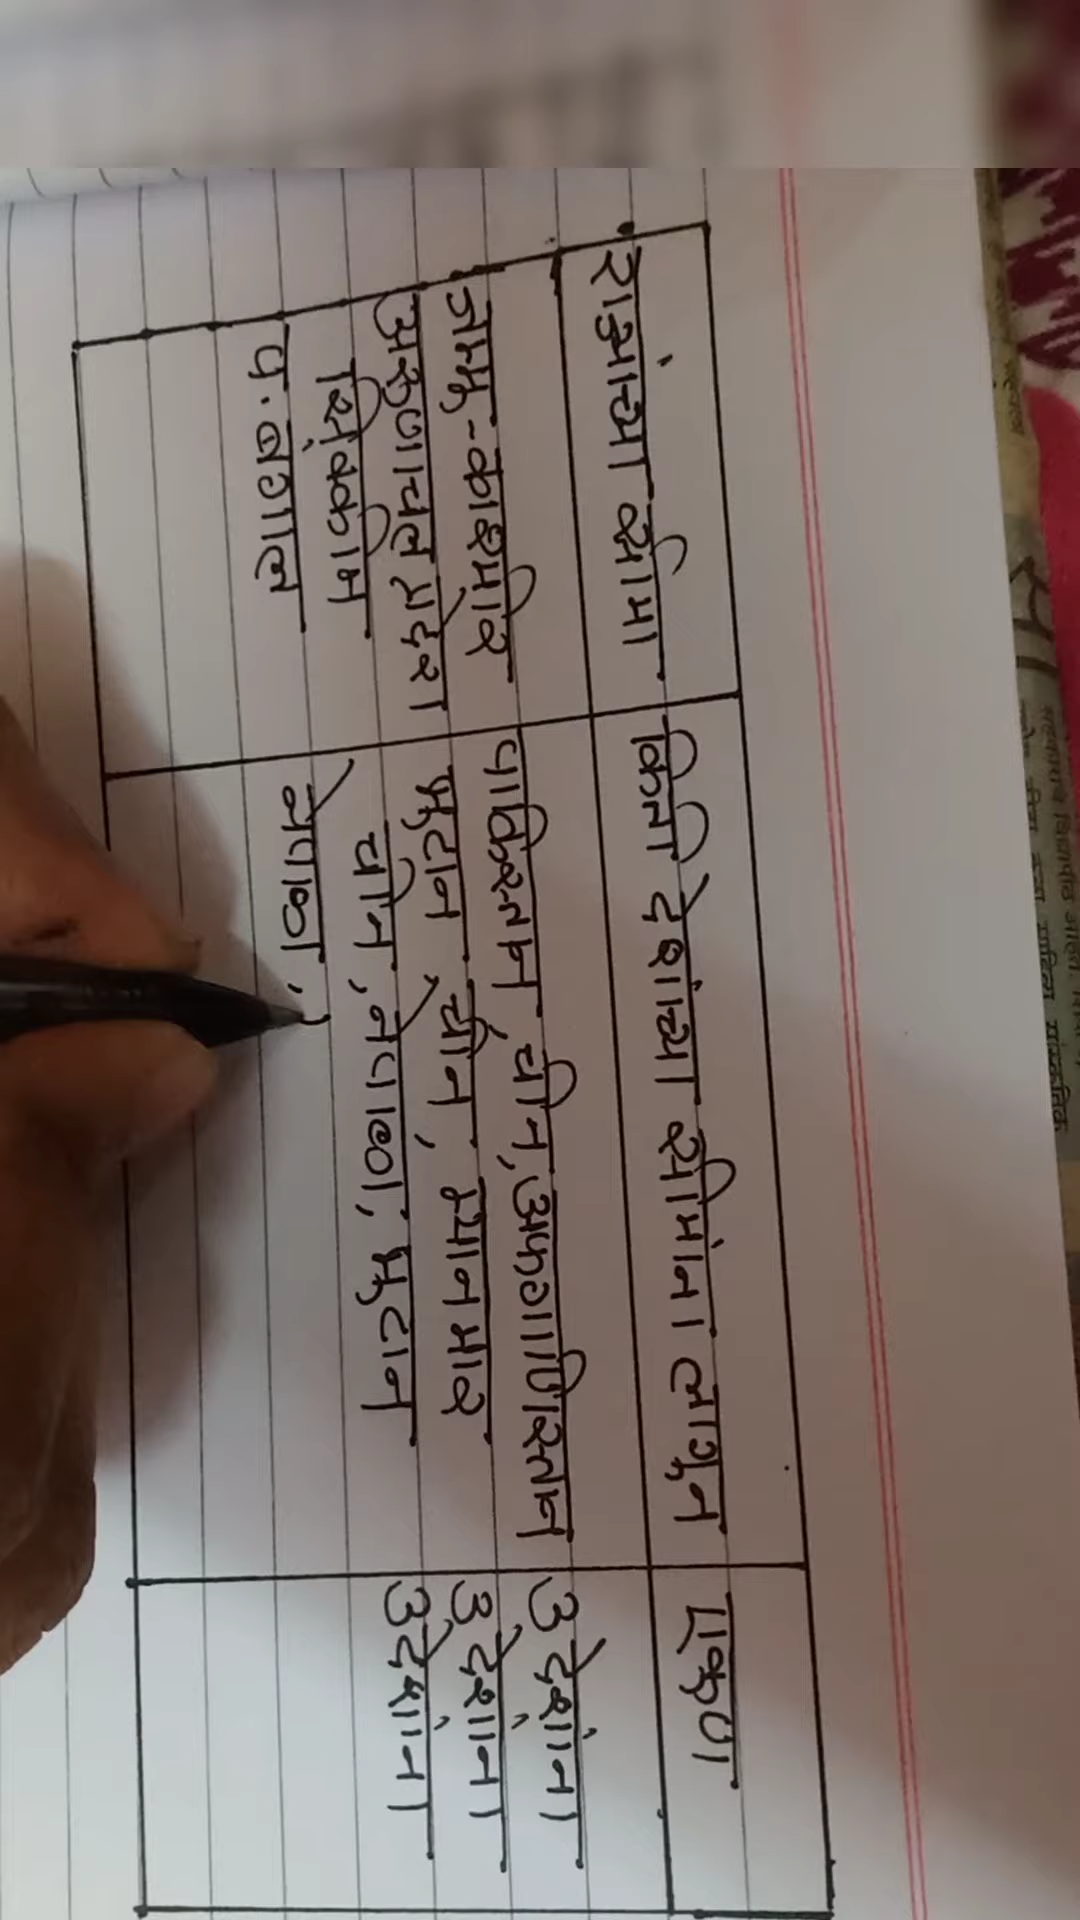 राज्यांच्या सीमा किती देशांच्या सीमांना लागून एकूण
जम्मू-काश्मीर पाकिस्तान, चीन, अफगाणिस्तान 3 देशांना
अरुणाचल प्रदेश भूटान, चीन, म्यानमार 3 देशांना
सिक्कीम चीन, नेपाळ, भूटान 3 देशांना
प. बंगाल नेपाळ,